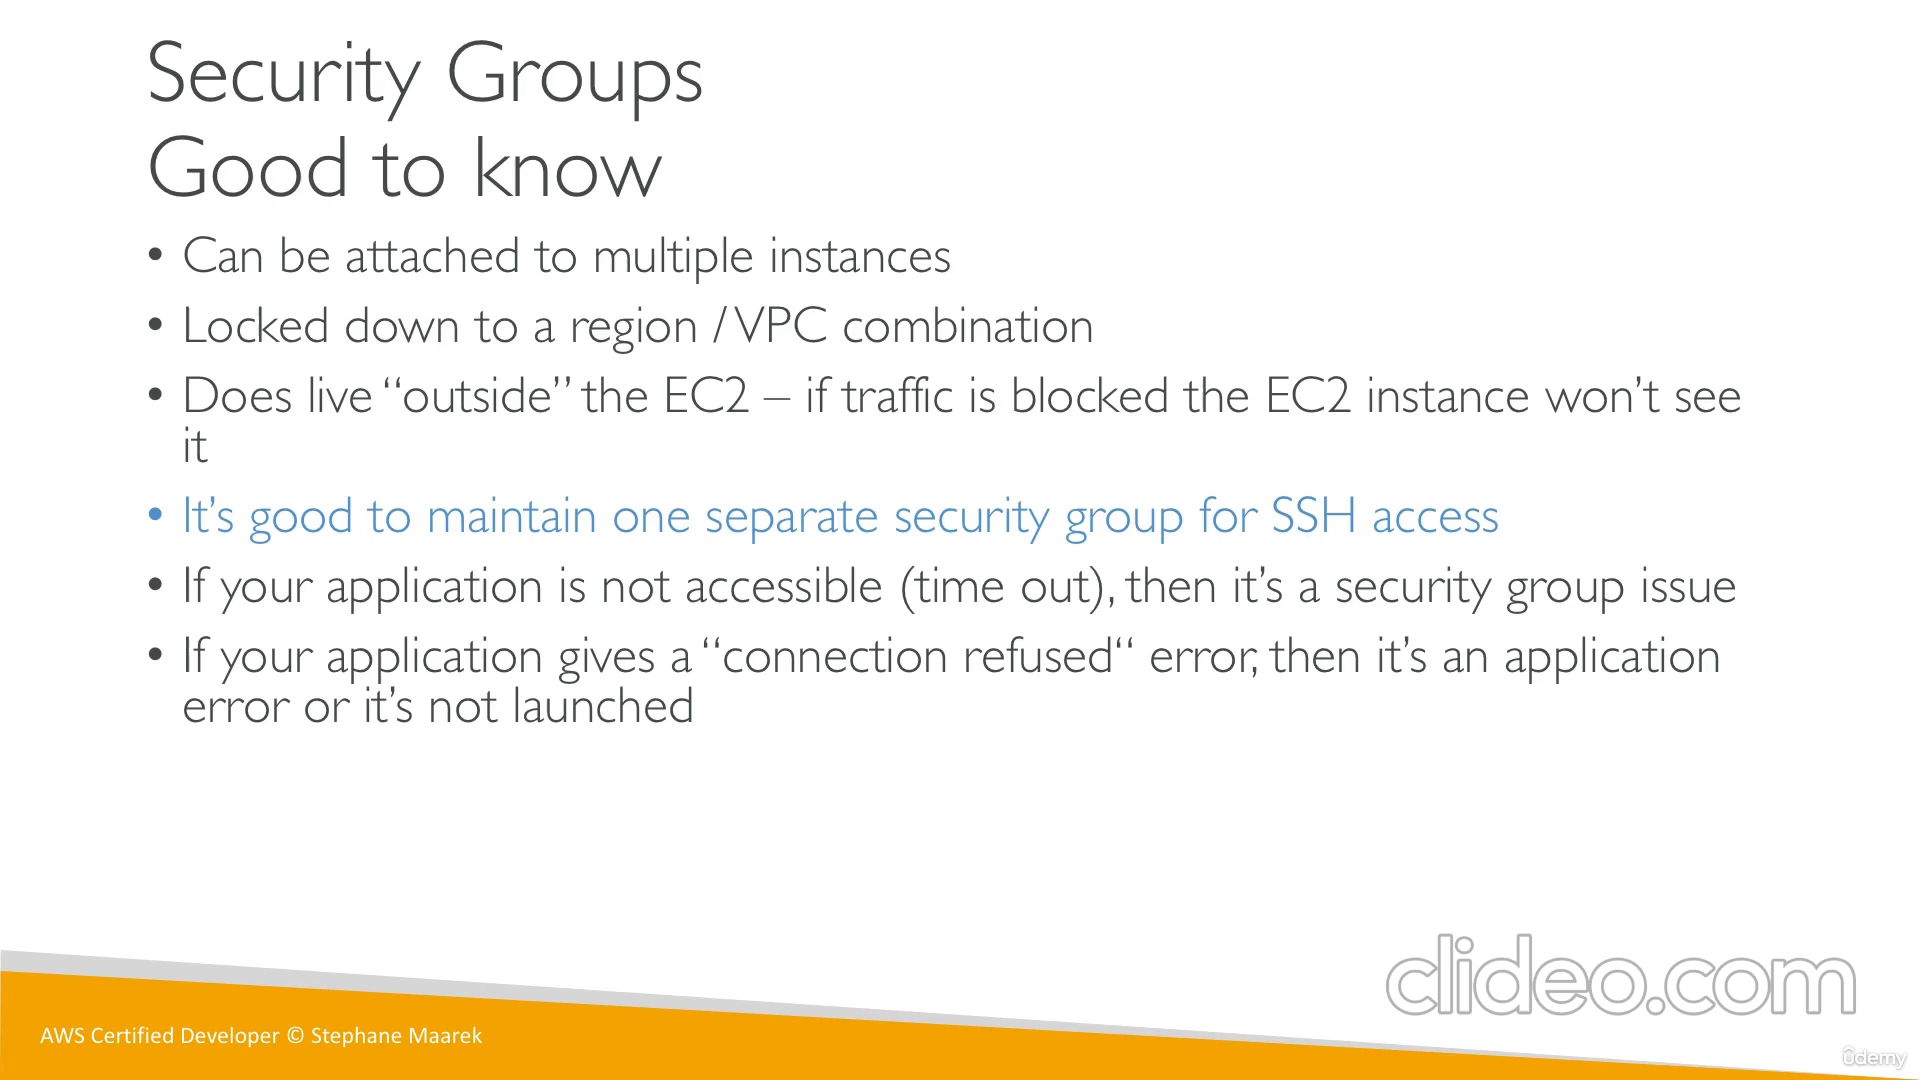 Security Groups
Good to know
• Can be attached to multiple instances
• Locked down to a region / VPC combination
• Does live “outside” the EC2 – if traffic is blocked the EC2 instance won’t see
it
• It’s good to maintain one separate security group for SSH access
• If your application is not accessible (time out), then it’s a security group issue
• If your application gives a “connection refused“ error, then it’s an application
error or it’s not launched
clideo.com
AWS Certified Developer © Stephane Maarek
ûdemy